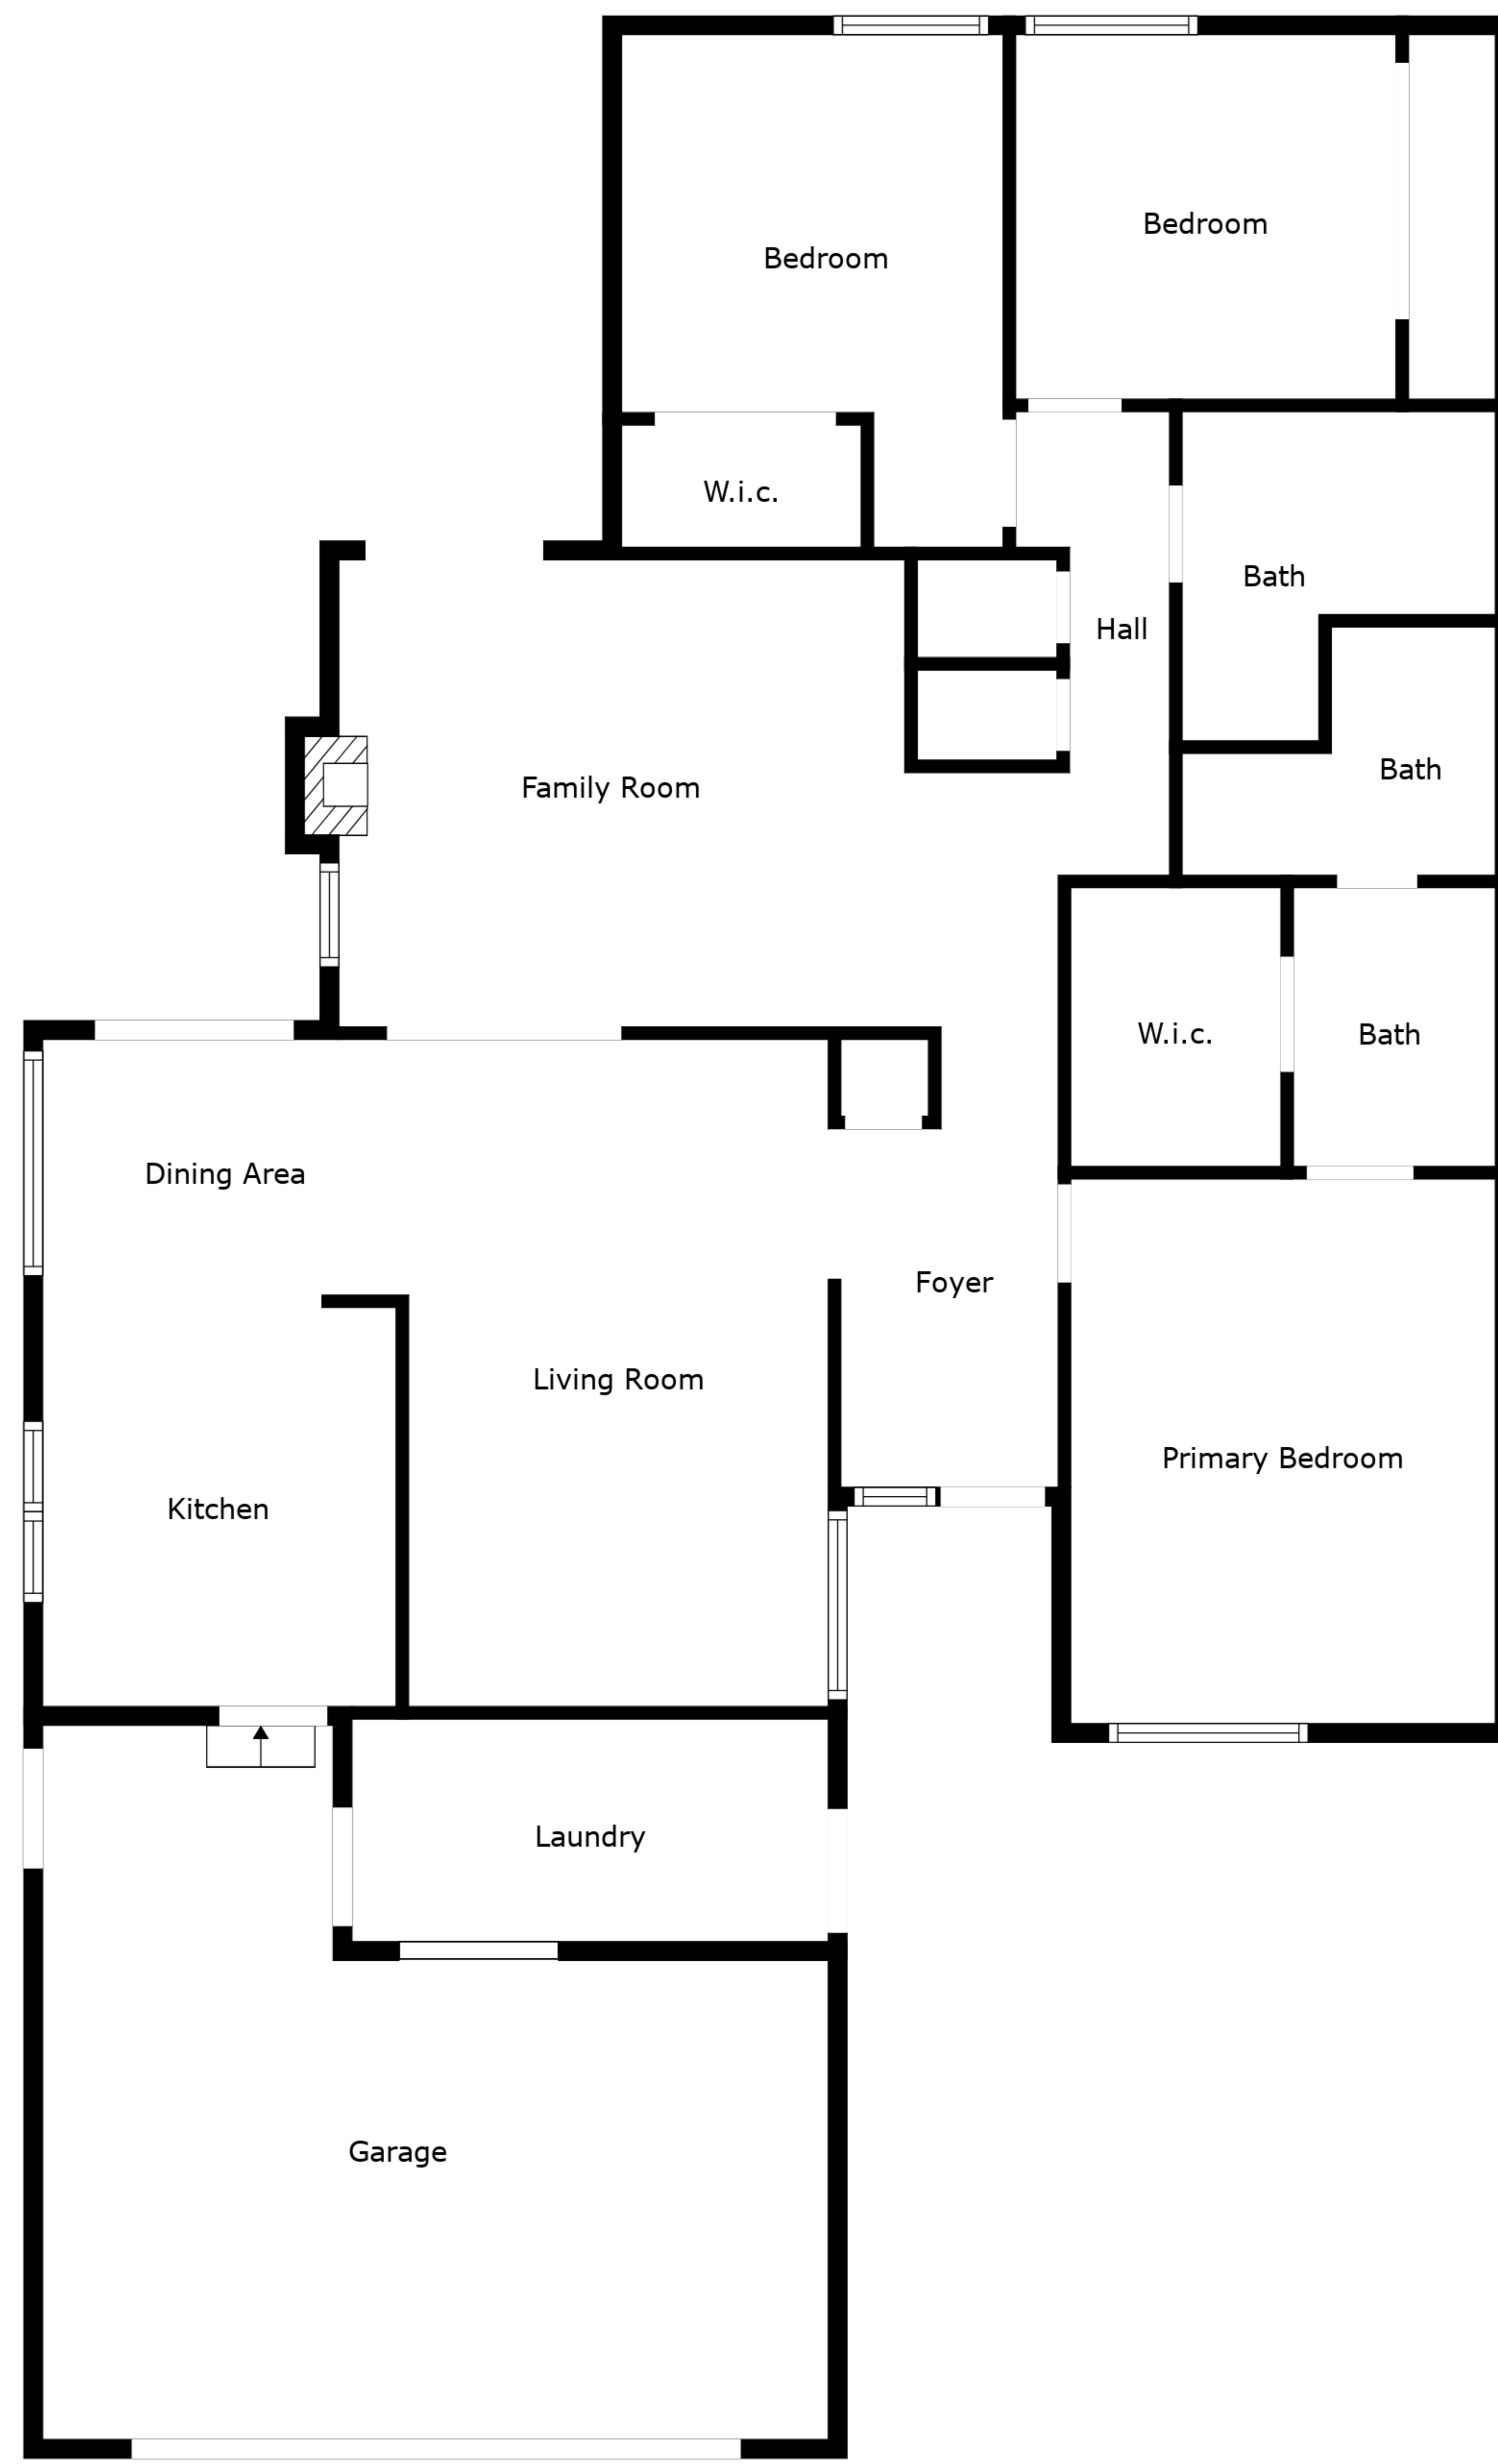 Bedroom
Bedroom
W.i.c.
Bath
Hall
Bath
Family Room
W.i.c.
Bath
Dining Area
Foyer
Living Room
Primary Bedroom
Kitchen
Laundry
Garage